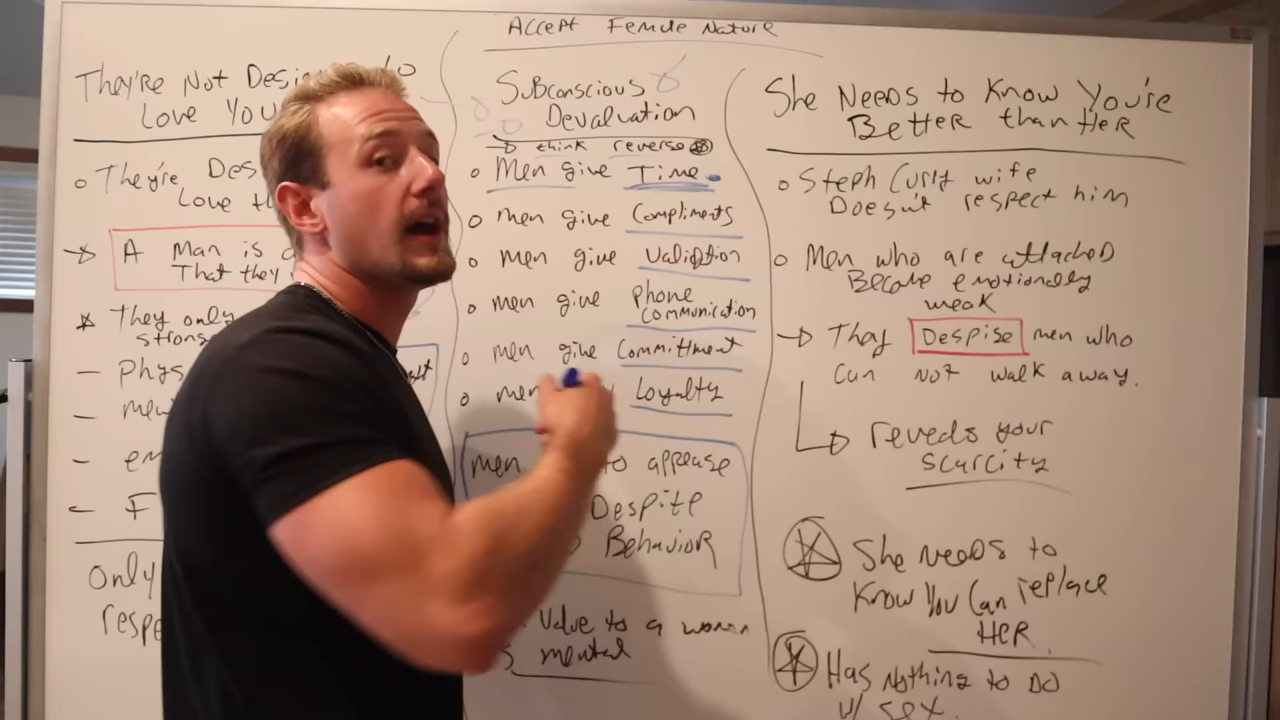 Accept Female Nature
They're Not Desi to
Love You
They're Des
Love t
A Man is
That they
They only
strons
Phys
men
em
F
Only
respe
Subconscious
Devaluation
think reverse
Men give Time
men give Compliments
men give Validation
men give phone
communication
men give Committment
men Loyalty
men to appease
Despite
Behavior
Value to a woman
mental
She Needs to Know You're
Better than Her
Steph Curry wife
Doesn't respect him
Men who are attached
Become emotionally
weak
They Despise men who
Can not walk away.
reveals your
scarcity
She needs to
Know You Can replace
Her.
Has Nothing to Do
w/ sex.